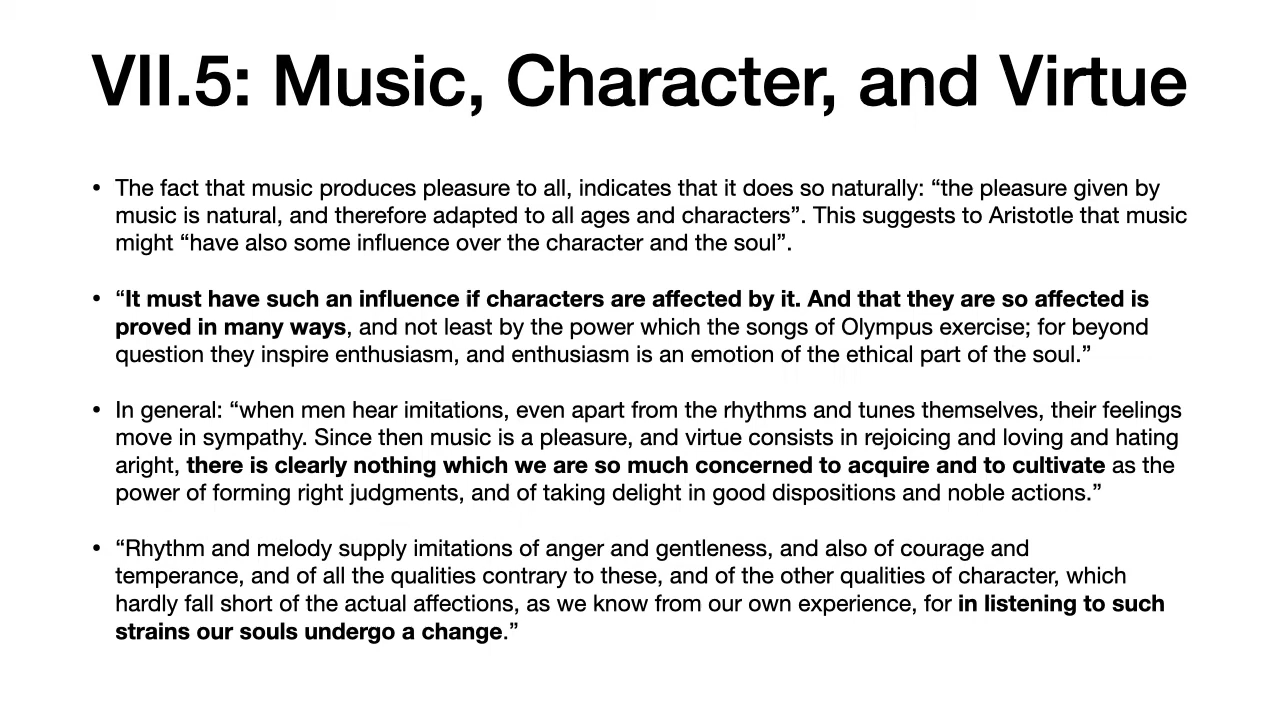 VII.5: Music, Character, and Virtue
• The fact that music produces pleasure to all, indicates that it does so naturally: “the pleasure given by
music is natural, and therefore adapted to all ages and characters”. This suggests to Aristotle that music
might “have also some influence over the character and the soul”.
• “It must have such an influence if characters are affected by it. And that they are so affected is
proved in many ways, and not least by the power which the songs of Olympus exercise; for beyond
question they inspire enthusiasm, and enthusiasm is an emotion of the ethical part of the soul.”
• In general: “when men hear imitations, even apart from the rhythms and tunes themselves, their feelings
move in sympathy. Since then music is a pleasure, and virtue consists in rejoicing and loving and hating
aright, there is clearly nothing which we are so much concerned to acquire and to cultivate as the
power of forming right judgments, and of taking delight in good dispositions and noble actions.”
• “Rhythm and melody supply imitations of anger and gentleness, and also of courage and
temperance, and of all the qualities contrary to these, and of the other qualities of character, which
hardly fall short of the actual affections, as we know from our own experience, for in listening to such
strains our souls undergo a change.”